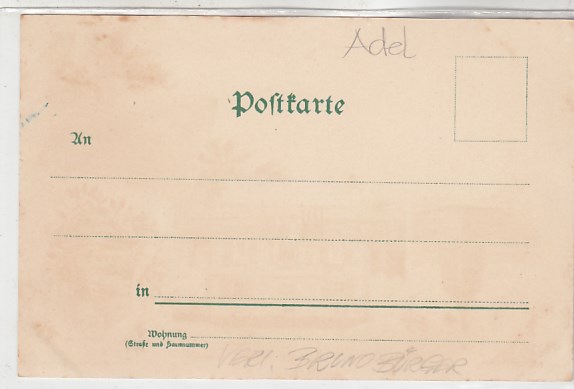 Adel
Postkarte
An
in
Wohnung
(Straße und Hausnummer)
VERL. BRUNO BÜRGER